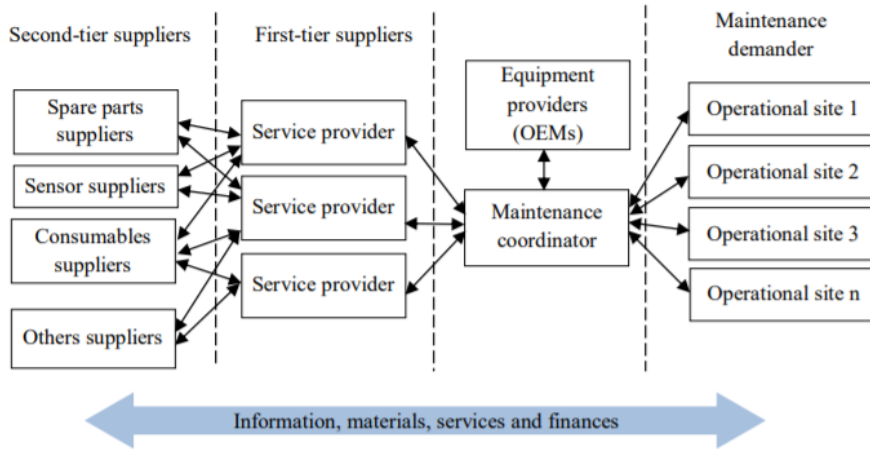 Second-tier suppliers
First-tier suppliers
Maintenance
demander
Spare parts
suppliers
Sensor suppliers
Consumables
suppliers
Others suppliers
Service provider
Service provider
Service provider
Equipment
providers
(OEMs)
Maintenance
coordinator
Operational site 1
Operational site 2
Operational site 3
Operational site n
Information, materials, services and finances